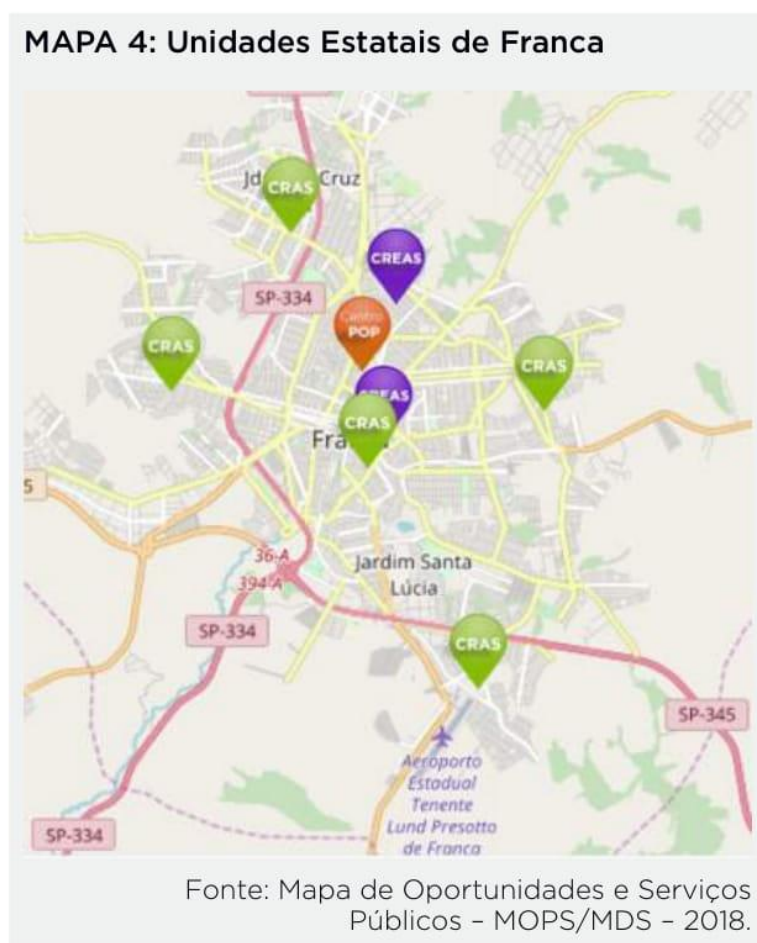 MAPA 4: Unidades Estatais de Franca
Jd
Cruz
CRAS
CREAS
SP-334
Centro
POP
CRAS
CRAS
CREAS
CRAS
Fra
5
36-A
394-A
Jardim Santa
Lúcia
SP-334
CRAS
SP-345
Aeroporto
Estadual
Tenente
Lund Presotto
de Franca
SP-334
Fonte: Mapa de Oportunidades e Serviços
Públicos – MOPS/MDS – 2018.